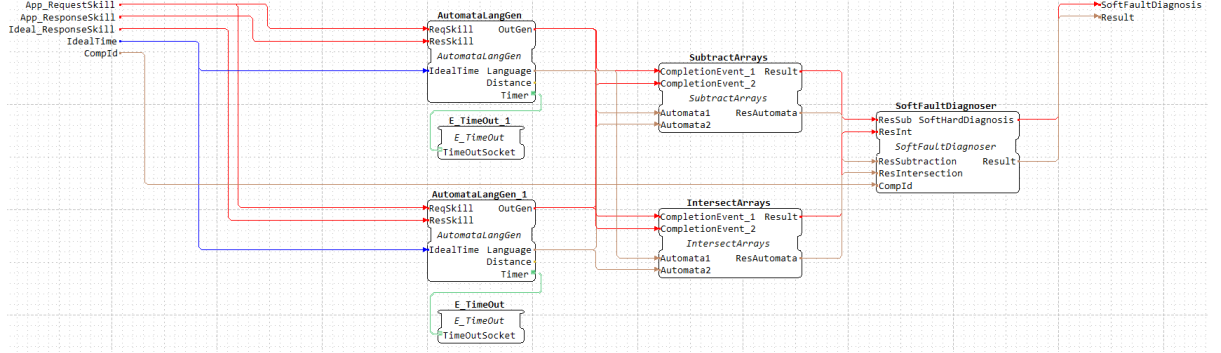 App_RequestSkill
App_ResponseSkill
Ideal_ResponseSkill
IdealTime
CompId
AutomataLangGen
ReqSkill OutGen
ResSkill
AutomataLangGen
IdealTime Language
Distance
Timer
E_TimeOut_1
E_TimeOut
TimeOutSocket
AutomataLangGen_1
ReqSkill OutGen
ResSkill
AutomataLangGen
IdealTime Language
Distance
Timer
E_TimeOut
E_TimeOut
TimeOutSocket
SubtractArrays
CompletionEvent_1 Result
CompletionEvent_2
SubtractArrays
Automata1 ResAutomata
Automata2
IntersectArrays
CompletionEvent_1 Result
CompletionEvent_2
IntersectArrays
Automata1 ResAutomata
Automata2
SoftFaultDiagnoser
ResSub SoftHardDiagnosis
ResInt
SoftFaultDiagnoser
ResSubtraction Result
ResIntersection
CompId
SoftFaultDiagnosis
Result